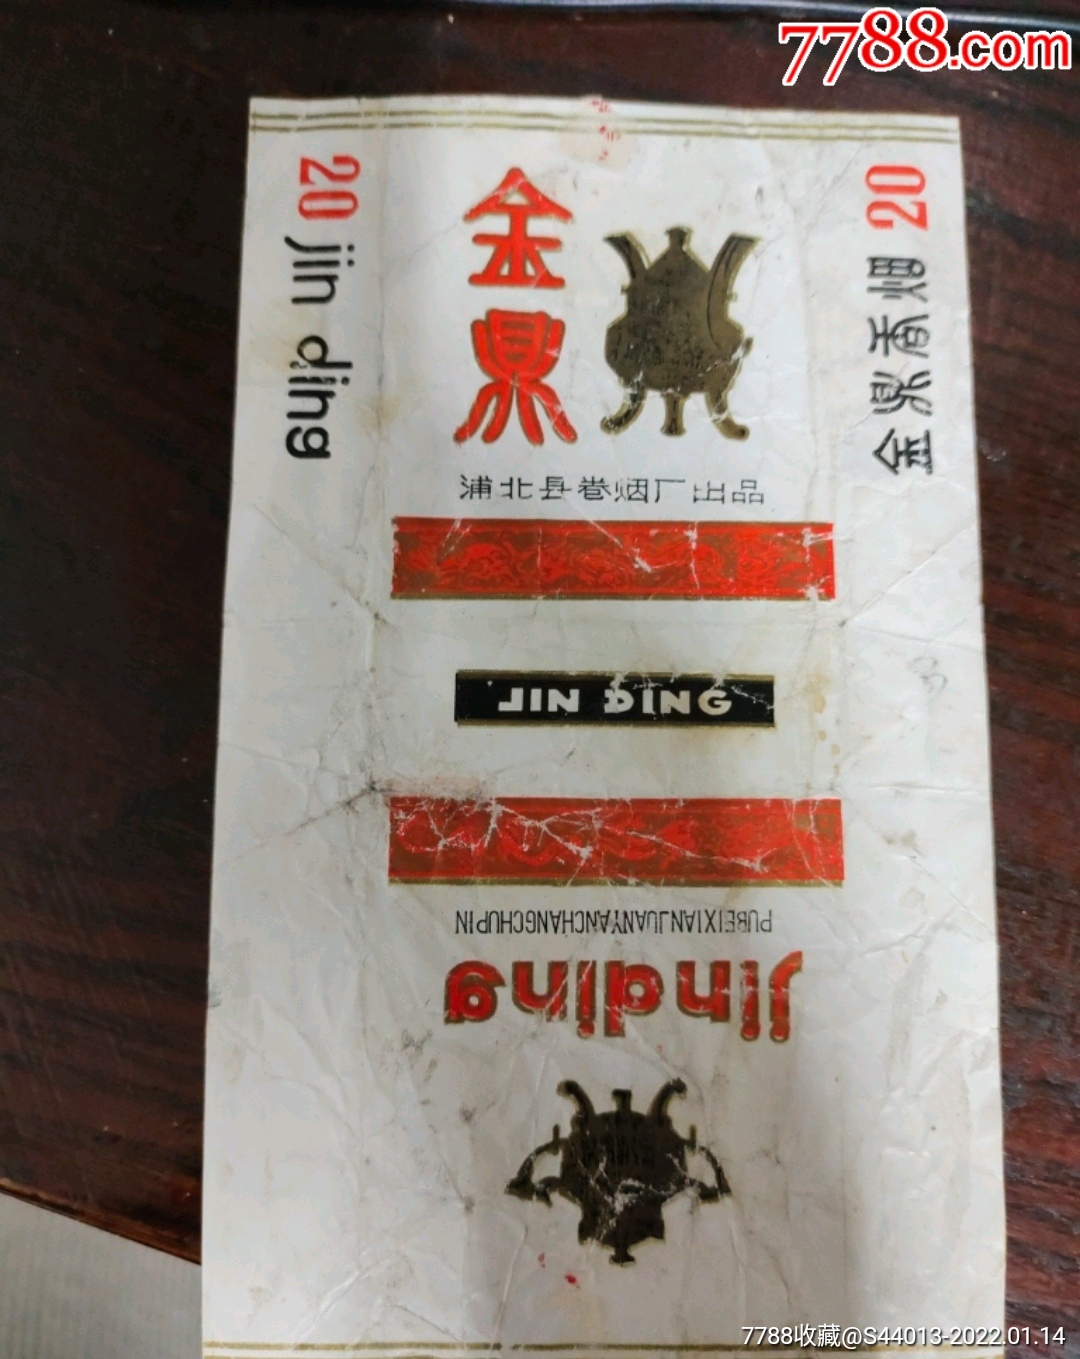 7788.com
20 jin ding
金鼎
浦北县卷烟厂出品
金鼎香烟 20
JIN DING
PUBEIXIANJUANYANCHANGCHUPIN
jinding
7788收藏@S44013-2022.01.14